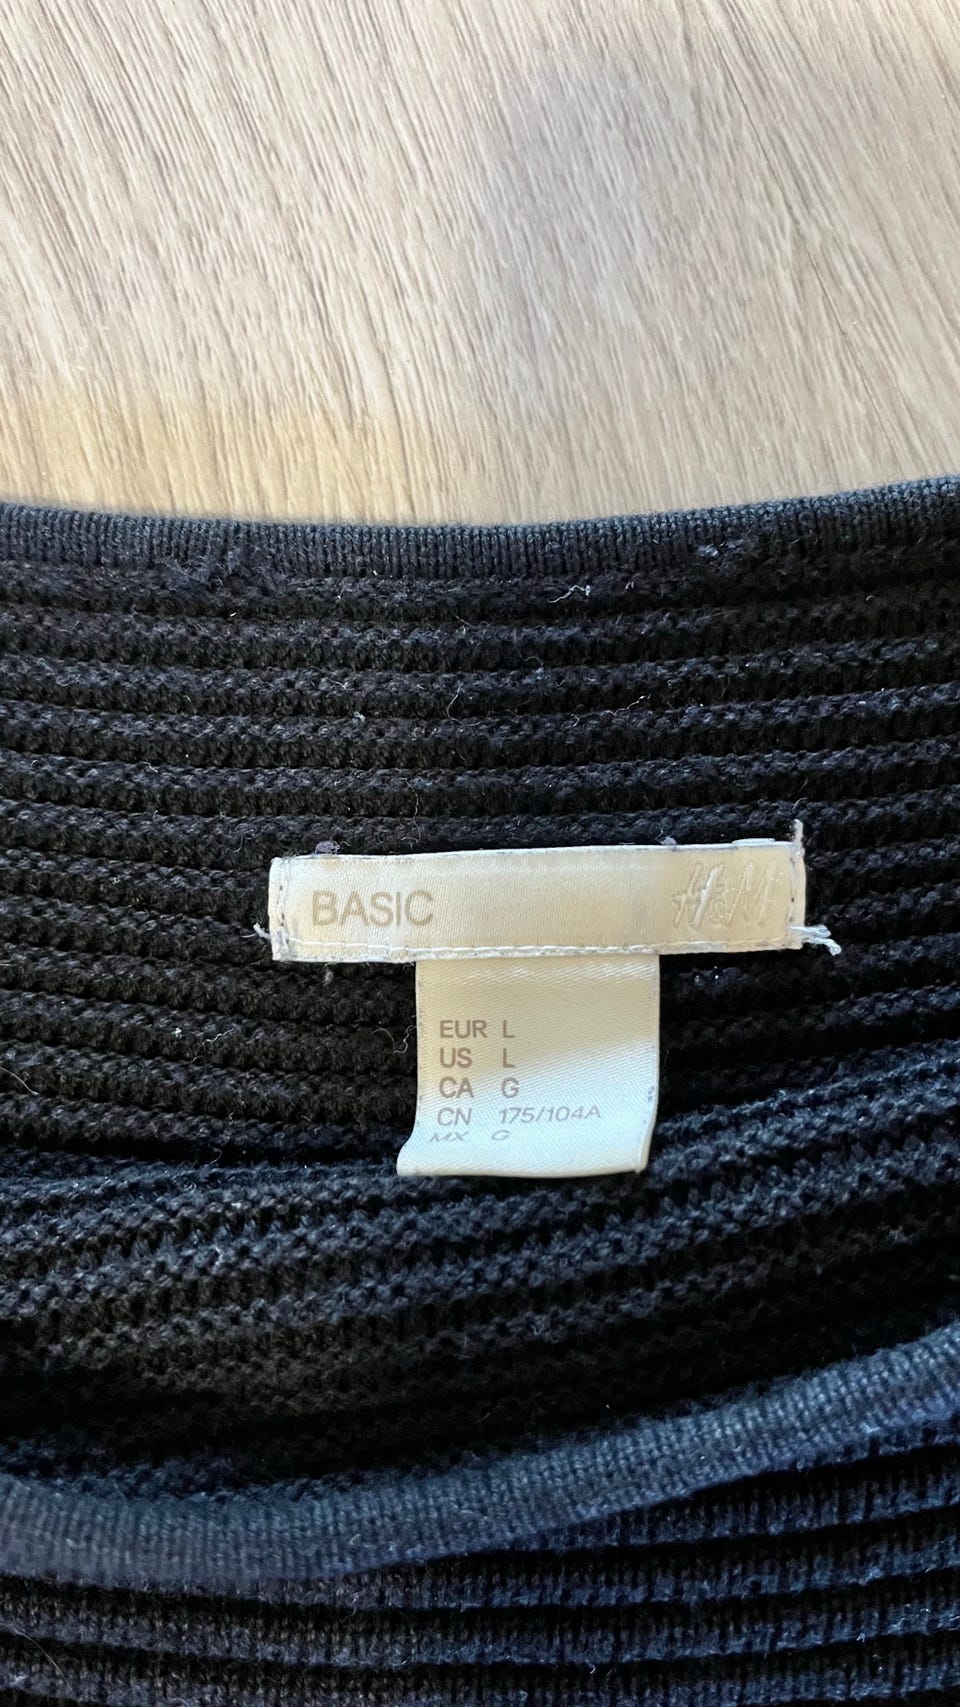 BASIC H&M
EUR L
US L
CA G
CN 175/104A
MX G